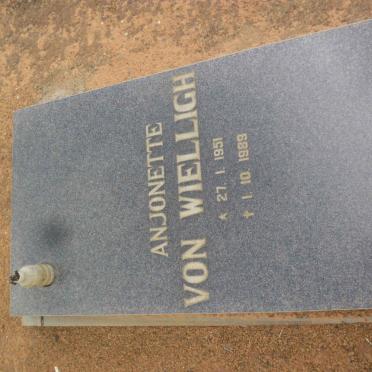 ANJONETTE
VON WIELLIGH
* 27. 1. 1951
✝ 1. 10. 1989